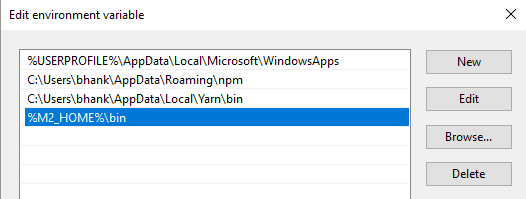 Edit environment variable
%USERPROFILE%\AppData\Local\Microsoft\WindowsApps
New
C:\Users\bhank\AppData\Roaming\npm
C:\Users\bhank\AppData\Local\Yarn\bin
Edit
%M2_HOME%\bin
Browse...
Delete